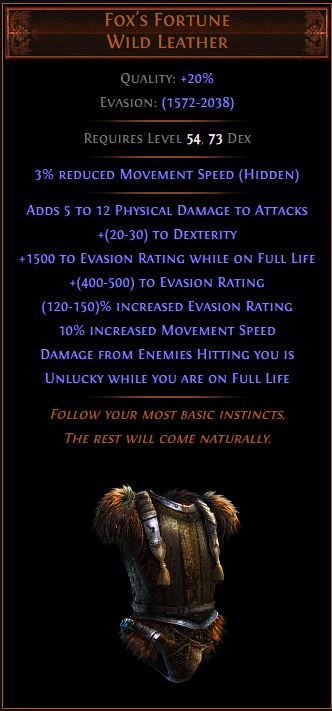 Fox's Fortune
Wild Leather
Quality: +20%
Evasion: (1572-2038)
Requires Level 54, 73 Dex
3% reduced Movement Speed (Hidden)
Adds 5 to 12 Physical Damage to Attacks
+(20-30) to Dexterity
+1500 to Evasion Rating while on Full Life
+(400-500) to Evasion Rating
(120-150)% increased Evasion Rating
10% increased Movement Speed
Damage from Enemies Hitting you is
Unlucky while you are on Full Life
Follow your most basic instincts.
The rest will come naturally.